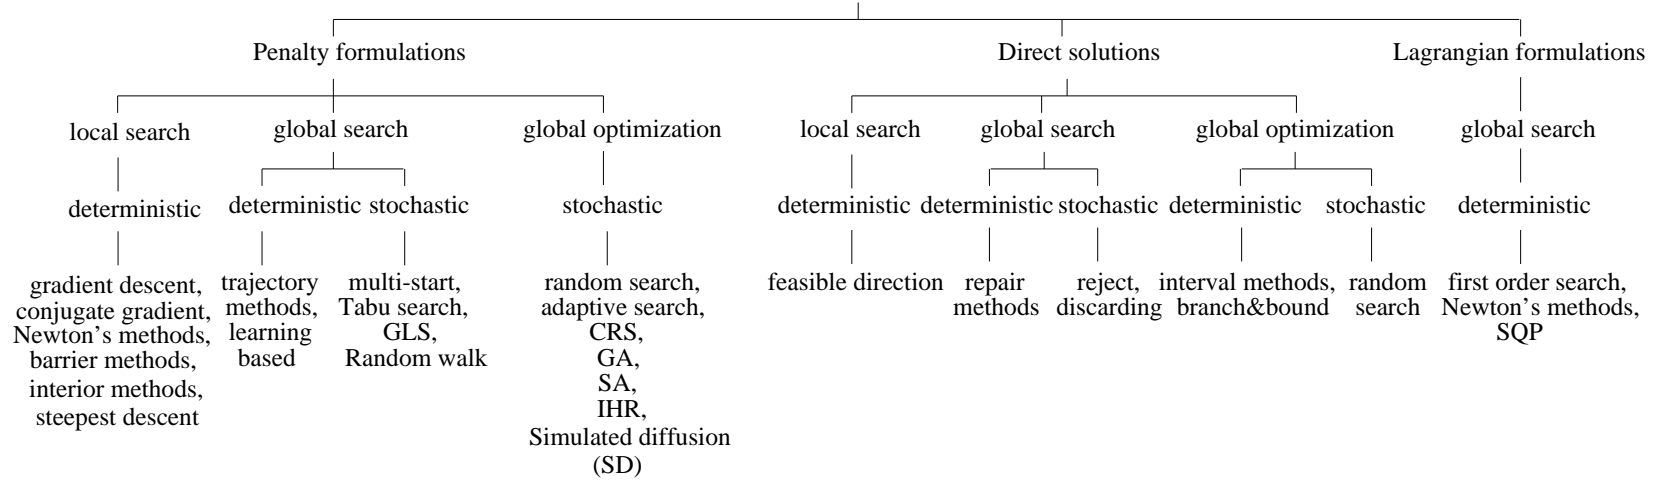 Penalty formulations
Direct solutions
Lagrangian formulations
local search
global search
global optimization
local search
global search
global optimization
global search
deterministic
deterministic
stochastic
stochastic
deterministic
deterministic
stochastic
deterministic
stochastic
deterministic
gradient descent,
conjugate gradient,
Newton's methods,
barrier methods,
interior methods,
steepest descent
trajectory
methods,
learning
based
multi-start,
Tabu search,
GLS,
Random walk
random search,
adaptive search,
CRS,
GA,
SA,
IHR,
Simulated diffusion
(SD)
feasible direction
repair
methods
reject,
discarding
interval methods,
branch&bound
random
search
first order search,
Newton's methods,
SQP